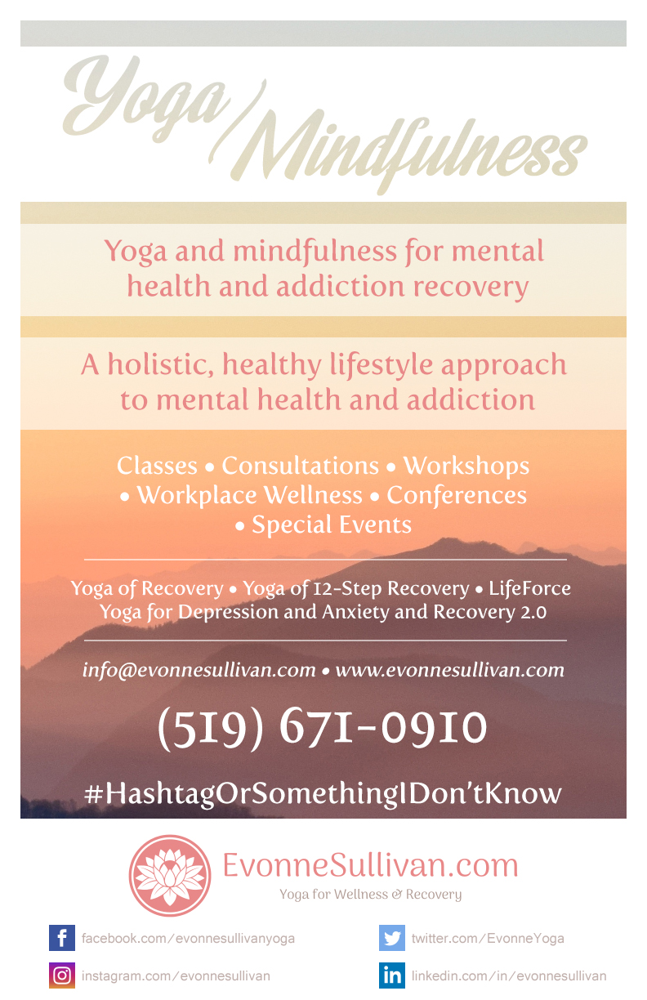 Yoga/
Mindfulness
Yoga and mindfulness for mental
health and addiction recovery
A holistic, healthy lifestyle approach
to mental health and addiction
Classes • Consultations • Workshops
• Workplace Wellness • Conferences
• Special Events
Yoga of Recovery • Yoga of 12-Step Recovery • LifeForce
Yoga for Depression and Anxiety and Recovery 2.0
info@evonnesullivan.com • www.evonnesullivan.com
(519) 671-0910
#HashtagOrSomethingIDon'tKnow
EvonneSullivan.com
Yoga for Wellness & Recovery
facebook.com/evonnesullivanyoga
twitter.com/EvonneYoga
instagram.com/evonnesullivan
linkedin.com/in/evonnesullivan